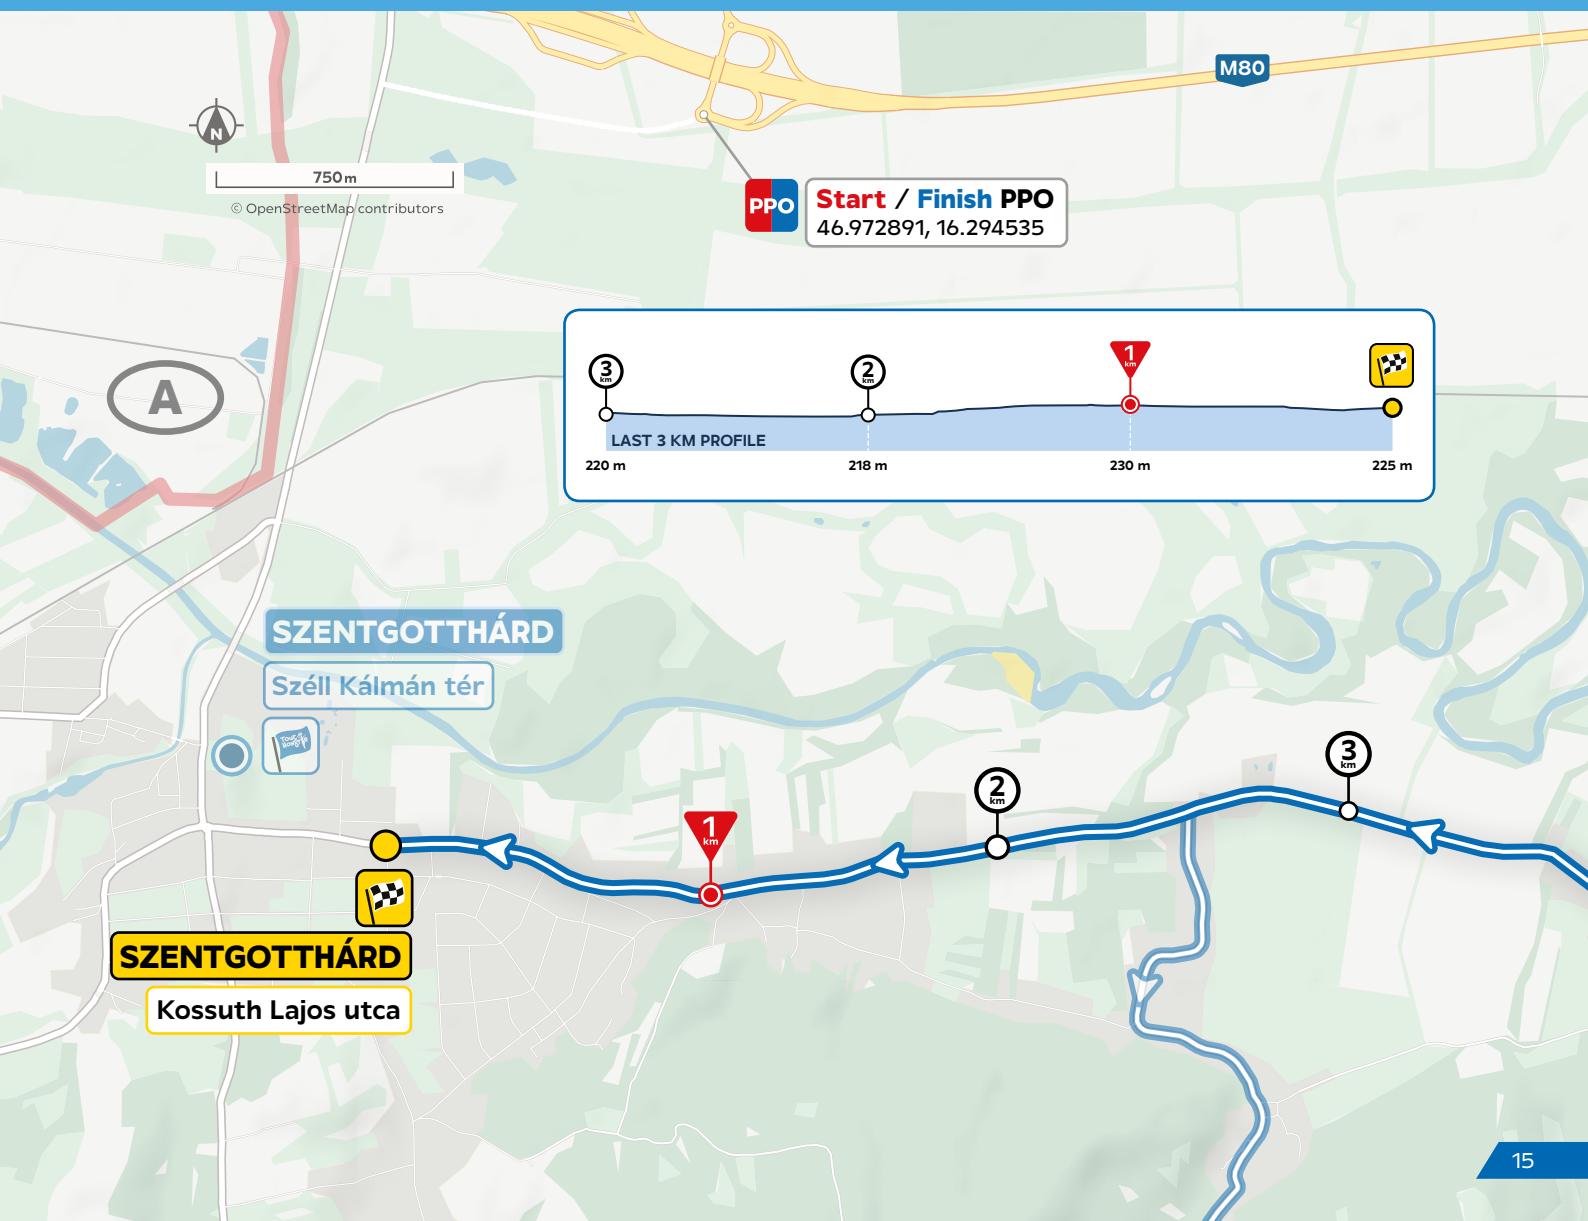 M80
N
750m
© OpenStreetMap contributors
PPO
Start / Finish PPO
46.972891, 16.294535
A
3
km
2
km
1
km
LAST 3 KM PROFILE
220 m
218 m
230 m
225 m
SZENTGOTTHÁRD
Széll Kálmán tér
3
km
2
km
1
km
SZENTGOTTHÁRD
Kossuth Lajos utca
15